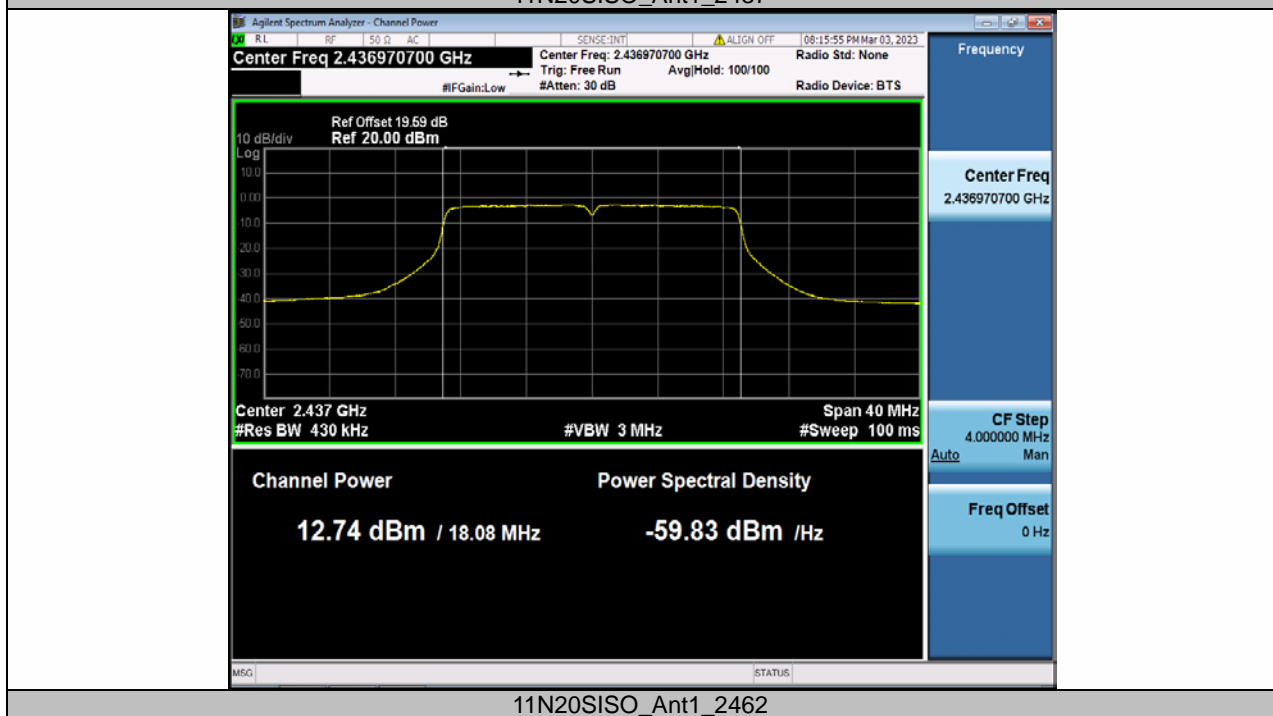 11N20SISO_Ant1_2437
Agilent Spectrum Analyzer - Channel Power
RL RF 50 Ω AC SENSE:INT ALIGN OFF 08:15:55 PM Mar 03, 2023
Center Freq 2.436970700 GHz
Center Freq: 2.436970700 GHz
Radio Std: None
Trig: Free Run Avg|Hold: 100/100
#IFGain:Low
#Atten: 30 dB
Radio Device: BTS
Ref Offset 19.59 dB
10 dB/div Ref 20.00 dBm
Log
10.0
0.00
-10.0
-20.0
-30.0
-40.0
-50.0
-60.0
-70.0
Center 2.437 GHz Span 40 MHz
#Res BW 430 kHz #VBW 3 MHz #Sweep 100 ms
Channel Power Power Spectral Density
12.74 dBm / 18.08 MHz -59.83 dBm /Hz
Frequency
Center Freq
2.436970700 GHz
CF Step
4.000000 MHz
Auto Man
Freq Offset
0 Hz
MSG STATUS
11N20SISO_Ant1_2462